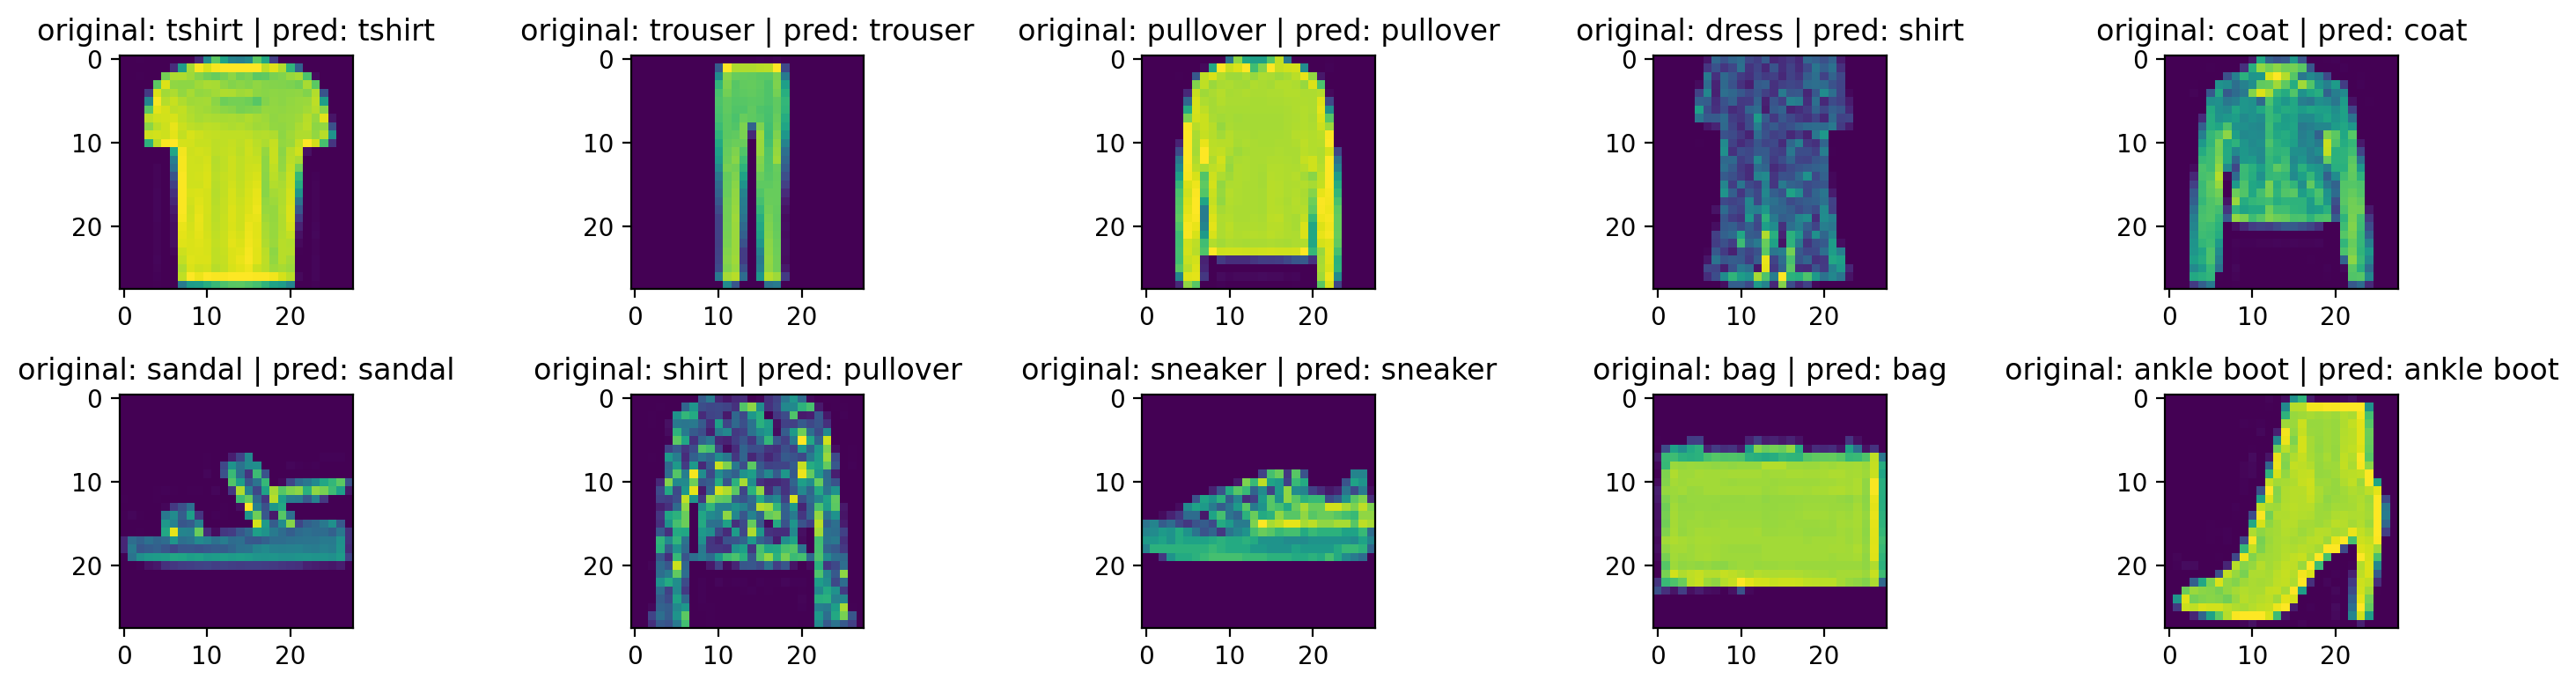 original: tshirt | pred: tshirt
original: trouser | pred: trouser
original: pullover | pred: pullover
original: dress | pred: shirt
original: coat | pred: coat
0
10
20
0 10 20
0
10
20
0 10 20
0
10
20
0 10 20
0
10
20
0 10 20
0
10
20
0 10 20
original: sandal | pred: sandal
original: shirt | pred: pullover
original: sneaker | pred: sneaker
original: bag | pred: bag
original: ankle boot | pred: ankle boot
0
10
20
0 10 20
0
10
20
0 10 20
0
10
20
0 10 20
0
10
20
0 10 20
0
10
20
0 10 20